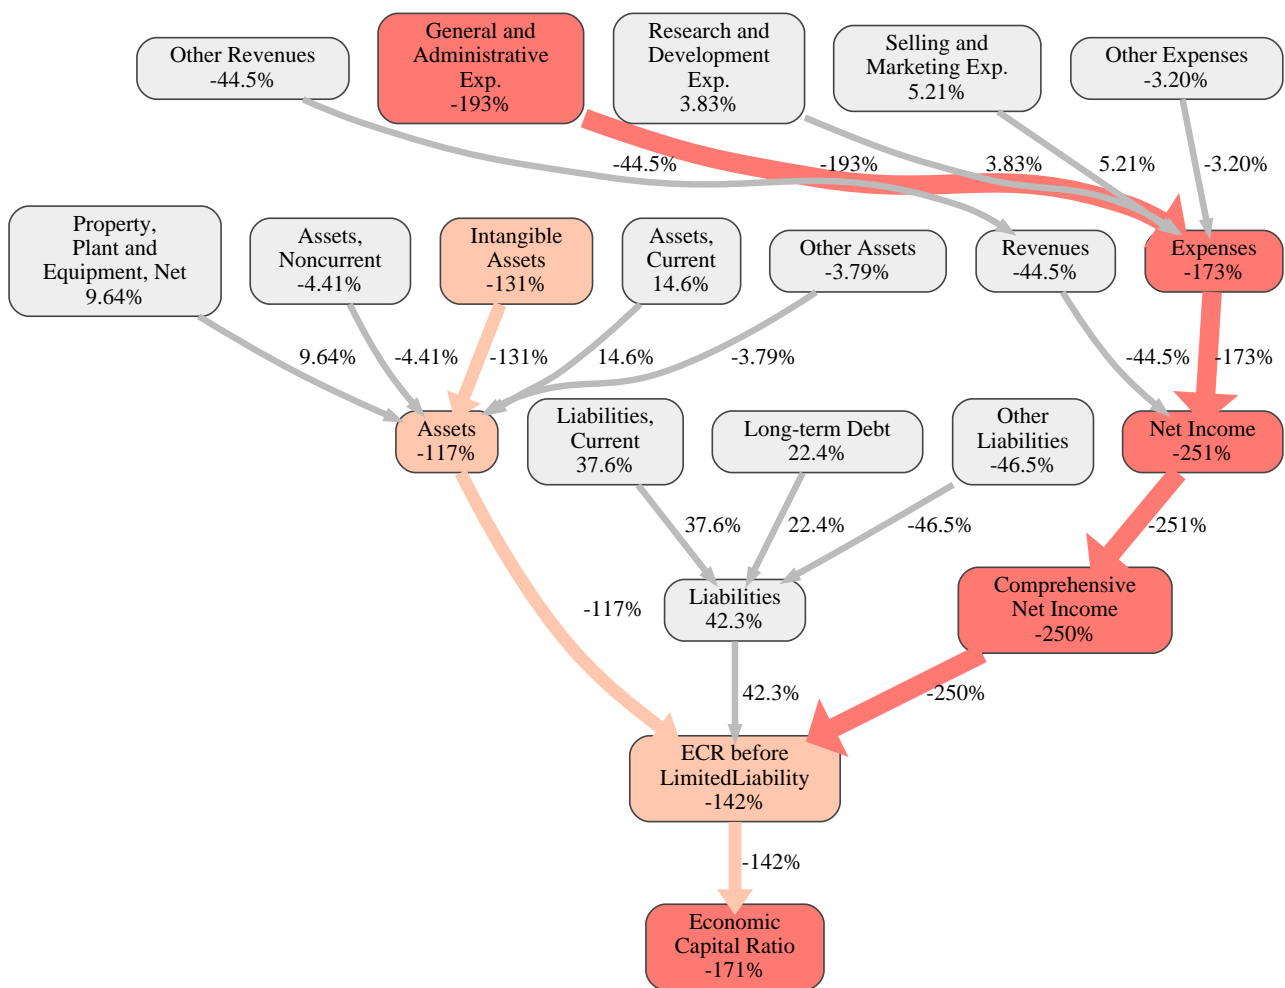 Other Revenues
-44.5%
General and
Administrative
Exp.
-193%
Research and
Development
Exp.
3.83%
Selling and
Marketing Exp.
5.21%
Other Expenses
-3.20%
-44.5%
-193%
3.83%
5.21%
-3.20%
Property,
Plant and
Equipment, Net
9.64%
Assets,
Noncurrent
-4.41%
Intangible
Assets
-131%
Assets,
Current
14.6%
Other Assets
-3.79%
Revenues
-44.5%
Expenses
-173%
9.64%
-4.41%
-131%
14.6%
-3.79%
-44.5%
-173%
Assets
-117%
Liabilities,
Current
37.6%
Long-term Debt
22.4%
Other
Liabilities
-46.5%
Net Income
-251%
37.6%
22.4%
-46.5%
-251%
-117%
Liabilities
42.3%
Comprehensive
Net Income
-250%
42.3%
-250%
ECR before
LimitedLiability
-142%
-142%
Economic
Capital Ratio
-171%